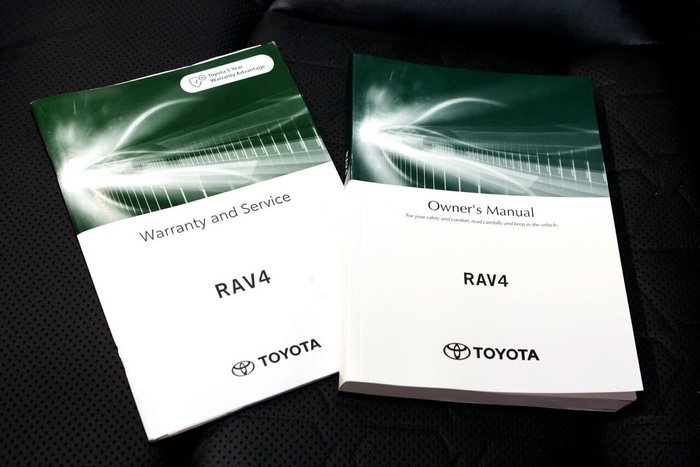 Toyota 5 Year
Warranty Advantage
Warranty and Service
RAV4
TOYOTA
Owner's Manual
For your safety and comfort, read carefully and keep in the vehicle.
RAV4
TOYOTA